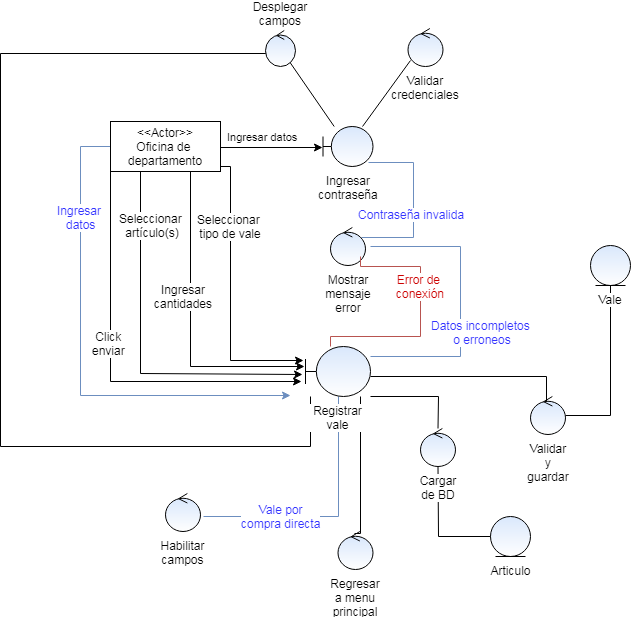 Desplegar
campos
Validar
credenciales
<<Actor>>
Oficina de
departamento
Ingresar datos
Ingresar
contraseña
Ingresar
datos
Seleccionar
artículo(s)
Seleccionar
tipo de vale
Contraseña invalida
Mostrar
mensaje
error
Error de
conexión
Ingresar
cantidades
Vale
Click
enviar
Datos incompletos
o erroneos
Registrar
vale
Validar
y
guardar
Cargar
de BD
Vale por
compra directa
Habilitar
campos
Articulo
Regresar
a menu
principal